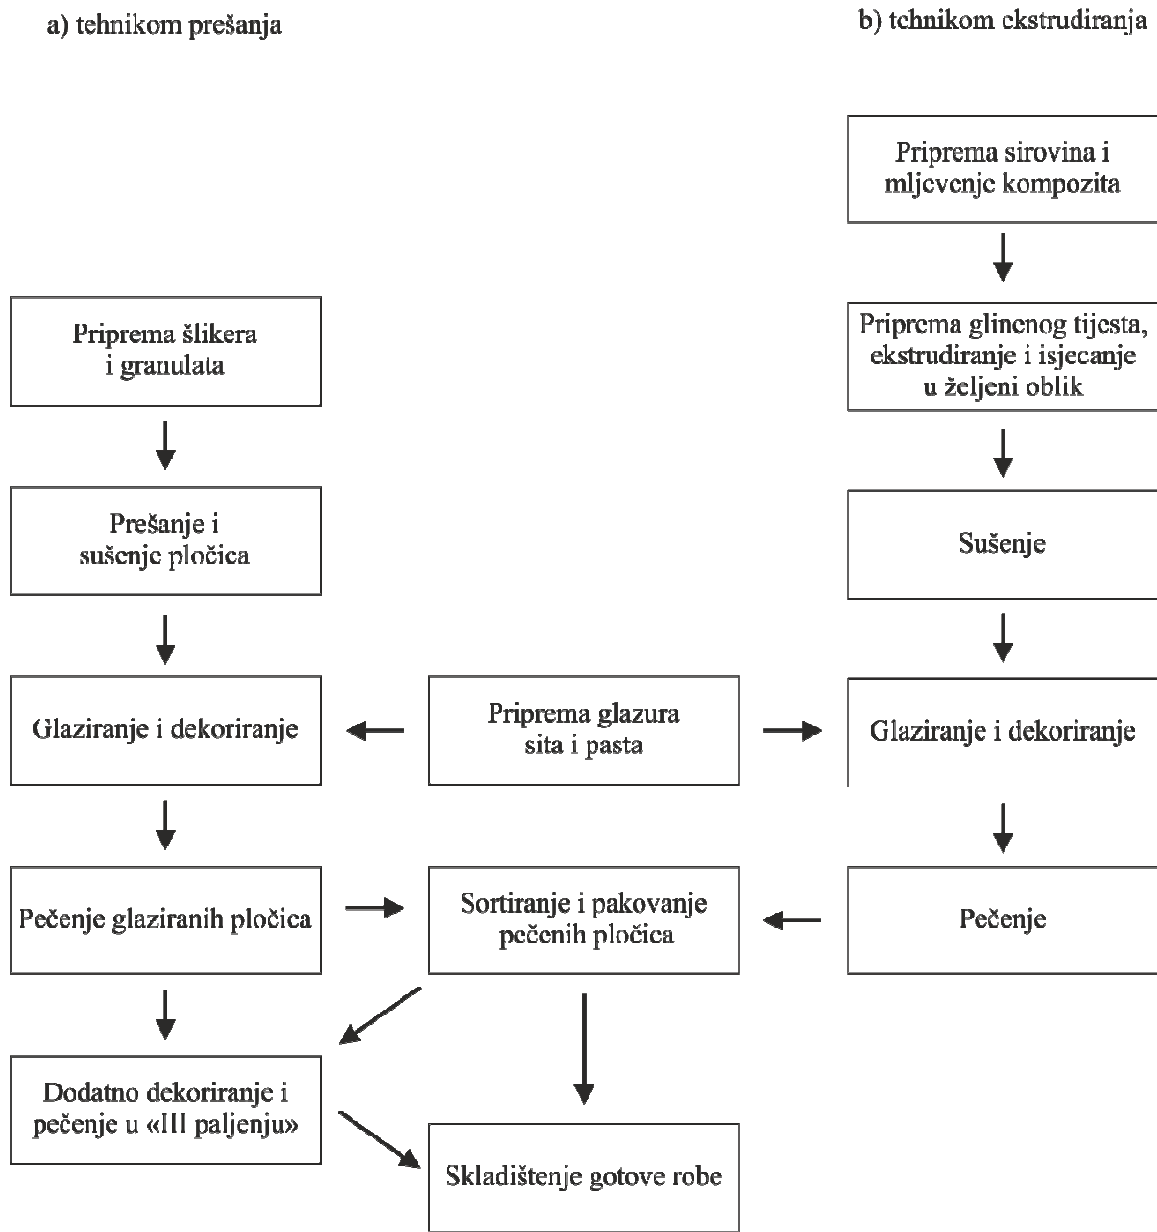 a) tehnikom prešanja
b) tehnikom ekstrudiranja
Priprema sirovina i
mljevenje kompozita
Priprema šlikera
i granulata
Priprema glinenog tijesta,
ekstrudiranje i isjecanje
u željeni oblik
Prešanje i
sušenje pločica
Sušenje
Glaziranje i dekoriranje
Priprema glazura
sita i pasta
Glaziranje i dekoriranje
Pečenje glaziranih pločica
Sortiranje i pakovanje
pečenih pločica
Pečenje
Dodatno dekoriranje i
pečenje u «III paljenju»
Skladištenje gotove robe